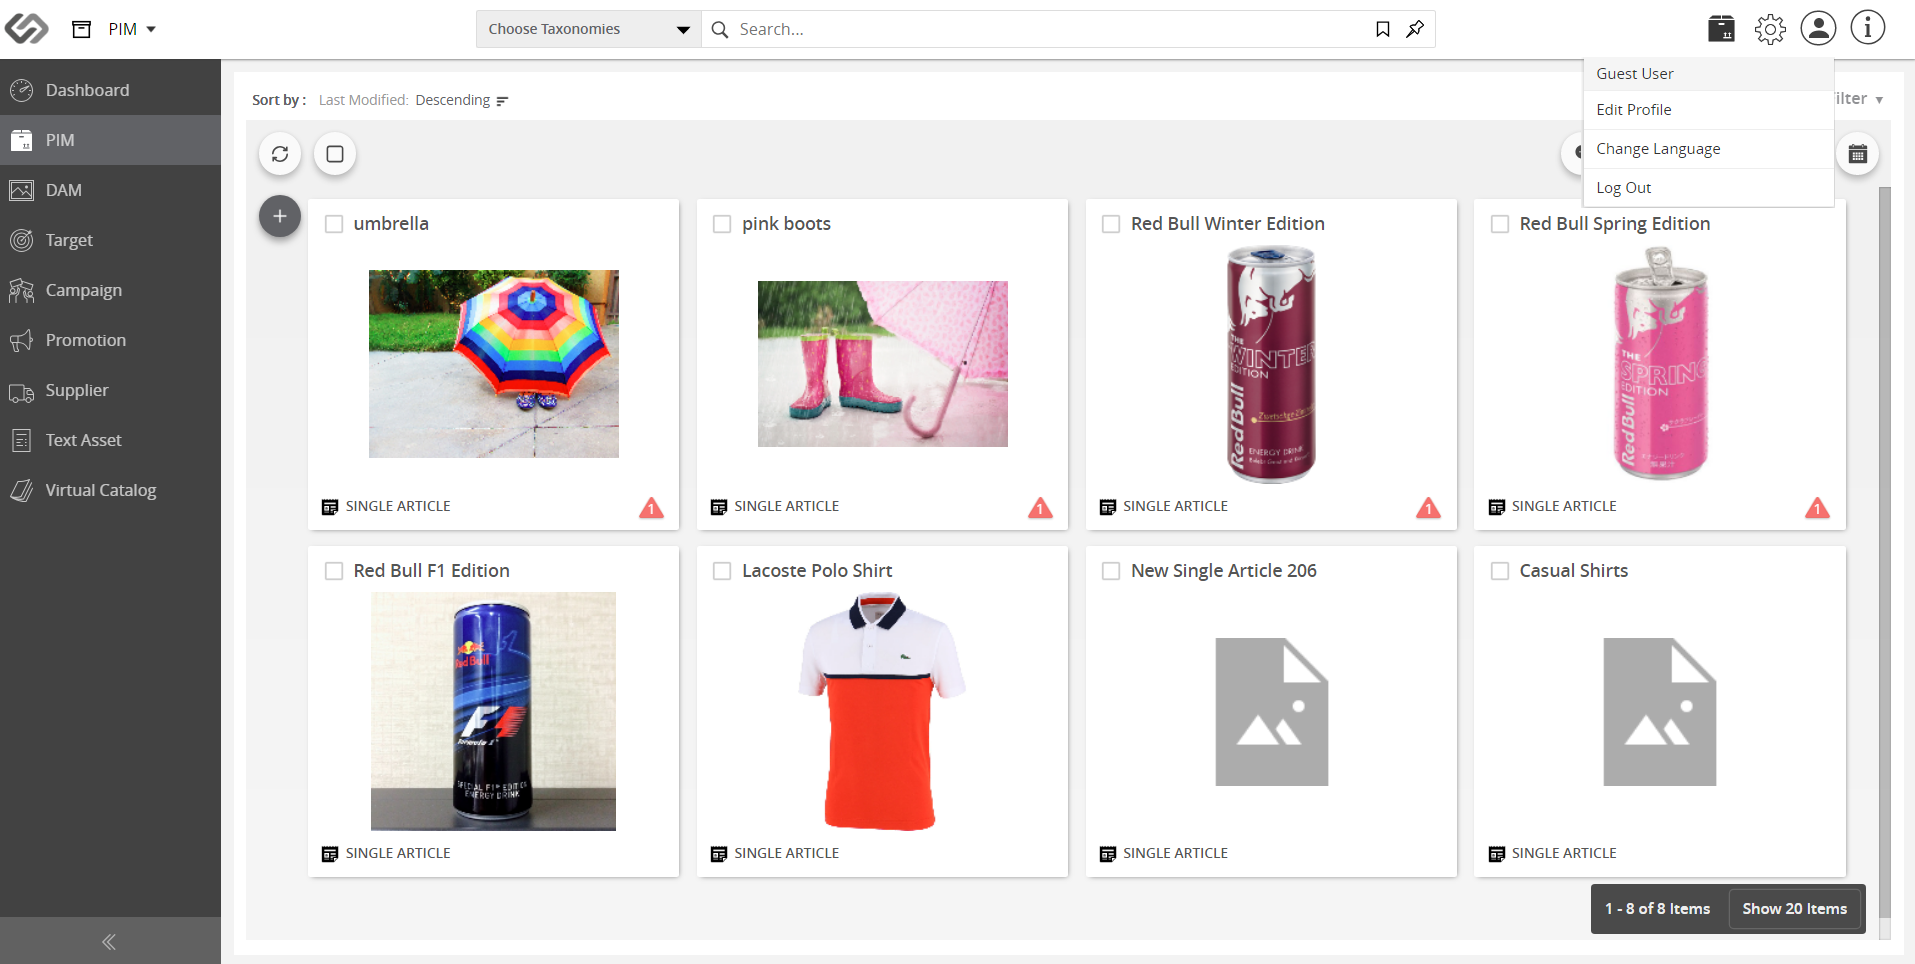 PIM
Choose Taxonomies
Search...
Guest User
Edit Profile
Change Language
Log Out
Dashboard
PIM
DAM
Target
Campaign
Promotion
Supplier
Text Asset
Virtual Catalog
Sort by : Last Modified: Descending
ilter
umbrella
SINGLE ARTICLE
1
pink boots
SINGLE ARTICLE
1
Red Bull Winter Edition
THE
WINTER
EDITION
Red Bull
ENERGY DRINK
SINGLE ARTICLE
1
Red Bull Spring Edition
THE
SPRING
EDITION
Red Bull
SINGLE ARTICLE
1
Red Bull F1 Edition
Red Bull
F1
Formula 1
SPECIAL F1 EDITION
ENERGY DRINK
SINGLE ARTICLE
Lacoste Polo Shirt
SINGLE ARTICLE
New Single Article 206
SINGLE ARTICLE
Casual Shirts
SINGLE ARTICLE
1 - 8 of 8 Items
Show 20 Items